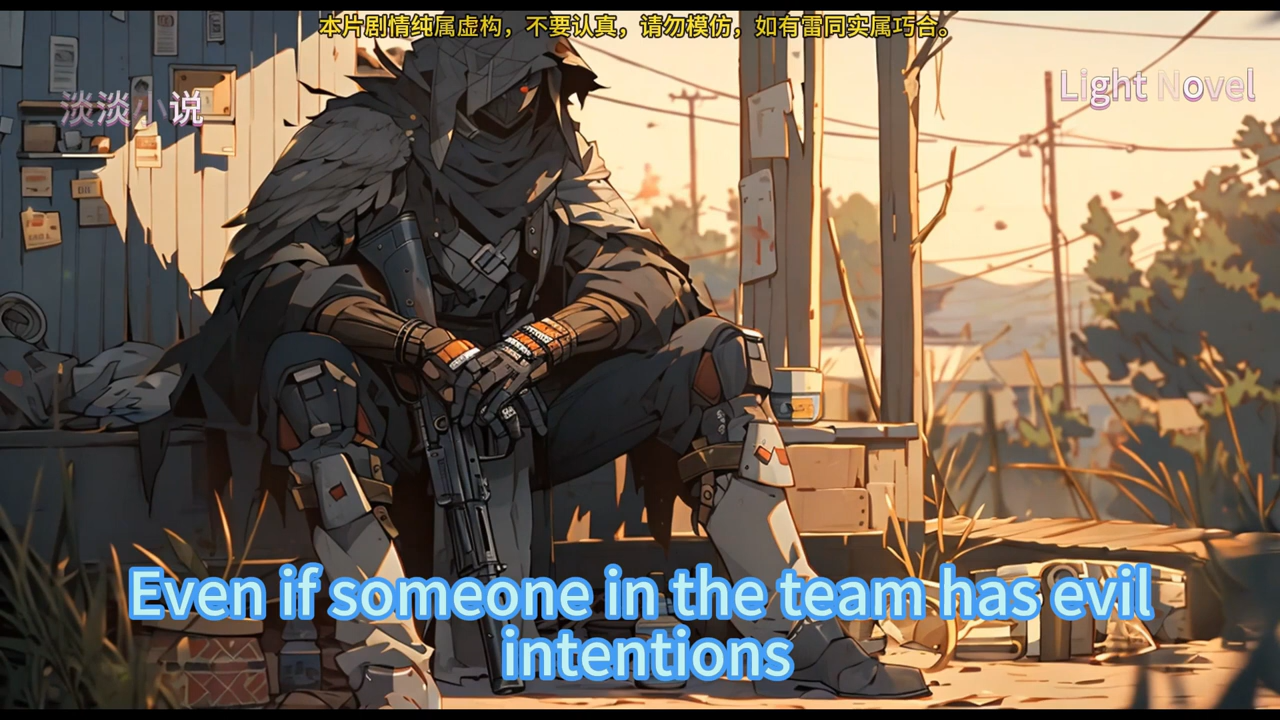 本片剧情纯属虚构，不要认真，请勿模仿，如有雷同实属巧合。
淡淡小说
Light Novel
Even if someone in the team has evil
intentions